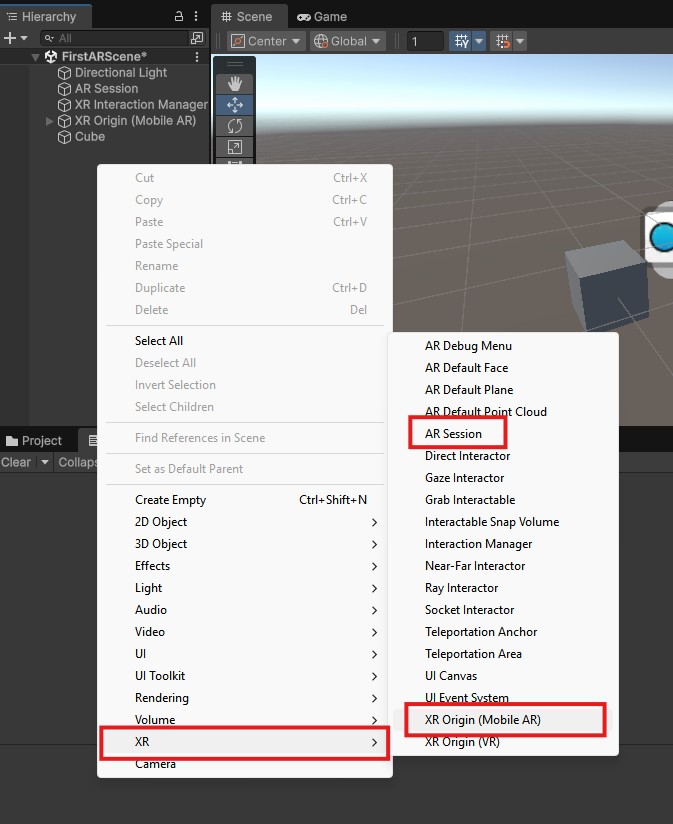 Hierarchy
All
FirstARScene*
Directional Light
AR Session
XR Interaction Manager
XR Origin (Mobile AR)
Cube
Scene
Game
Center
Global
1
Cut Ctrl+X
Copy Ctrl+C
Paste Ctrl+V
Paste Special
Rename
Duplicate Ctrl+D
Delete Del
Select All
Deselect All
Invert Selection
Select Children
Find References in Scene
Set as Default Parent
Create Empty Ctrl+Shift+N
2D Object
3D Object
Effects
Light
Audio
Video
UI
UI Toolkit
Rendering
Volume
XR
Camera
AR Debug Menu
AR Default Face
AR Default Plane
AR Default Point Cloud
AR Session
Direct Interactor
Gaze Interactor
Grab Interactable
Interactable Snap Volume
Interaction Manager
Near-Far Interactor
Ray Interactor
Socket Interactor
Teleportation Anchor
Teleportation Area
UI Canvas
UI Event System
XR Origin (Mobile AR)
XR Origin (VR)
Project
Clear
Collaps